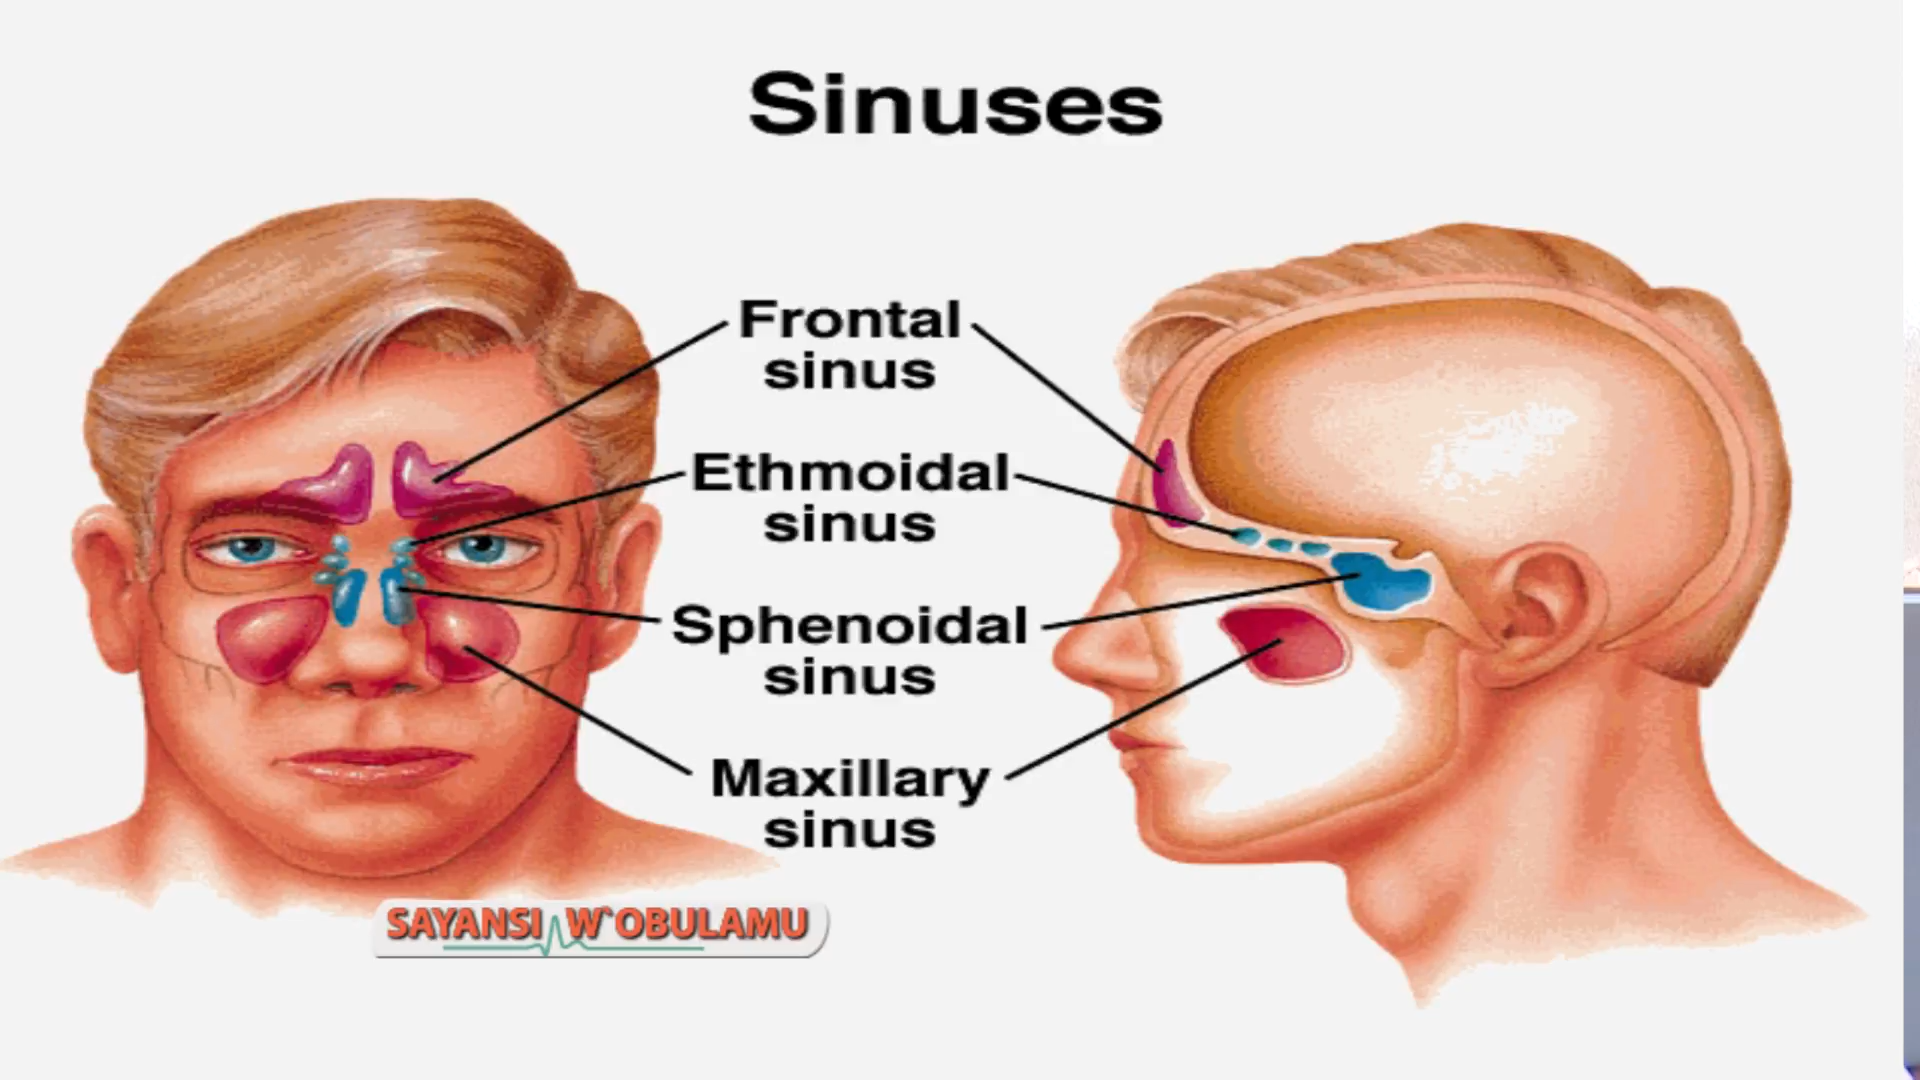 Sinuses
Frontal
sinus
Ethmoidal
sinus
Sphenoidal
sinus
Maxillary
sinus
SAYANSI W`OBULAMU